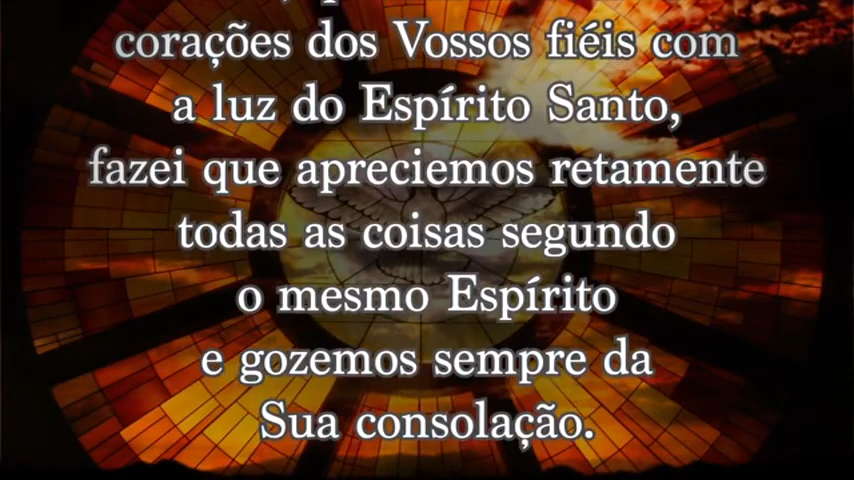 corações dos Vossos fiéis com
a luz do Espírito Santo,
fazei que apreciemos retamente
todas as coisas segundo
o mesmo Espírito
e gozemos sempre da
Sua consolação.